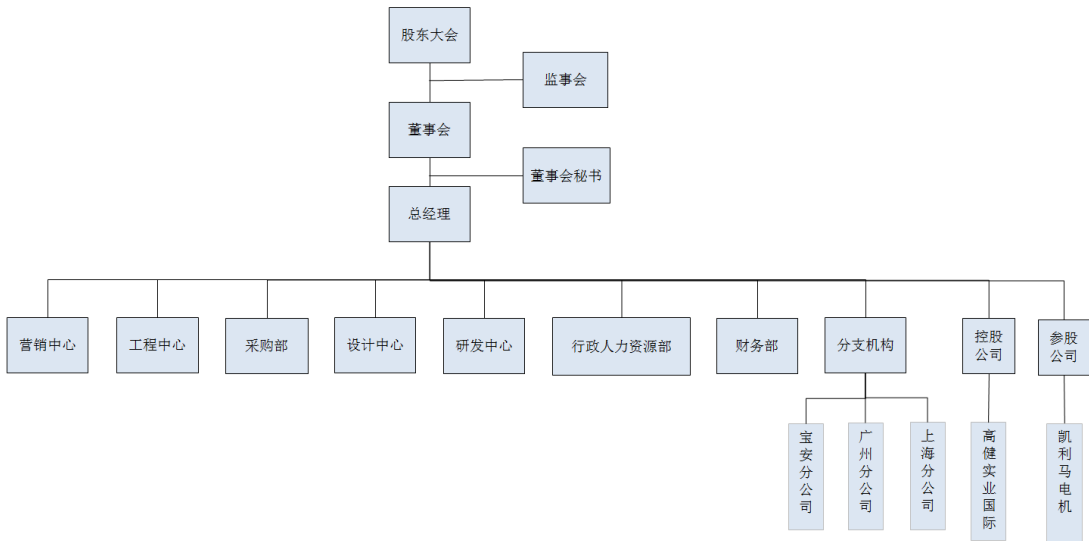 股东大会
监事会
董事会
董事会秘书
总经理
营销中心
工程中心
采购部
设计中心
研发中心
行政人力资源部
财务部
分支机构
控股
公司
参股
公司
宝安分公司
广州分公司
上海分公司
高健实业国际
凯利马电机